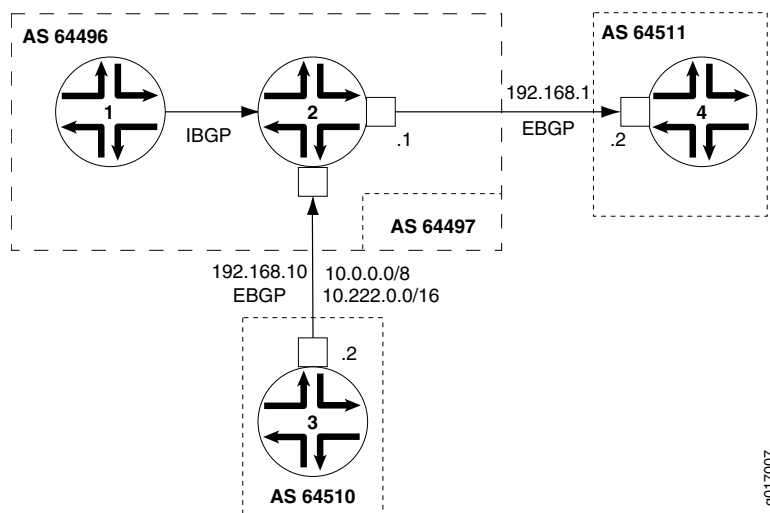 AS 64496
AS 64511
1
2
4
192.168.1
IBGP
EBGP
.1
.2
AS 64497
192.168.10
10.0.0.0/8
EBGP
10.222.0.0/16
.2
3
AS 64510
g017007